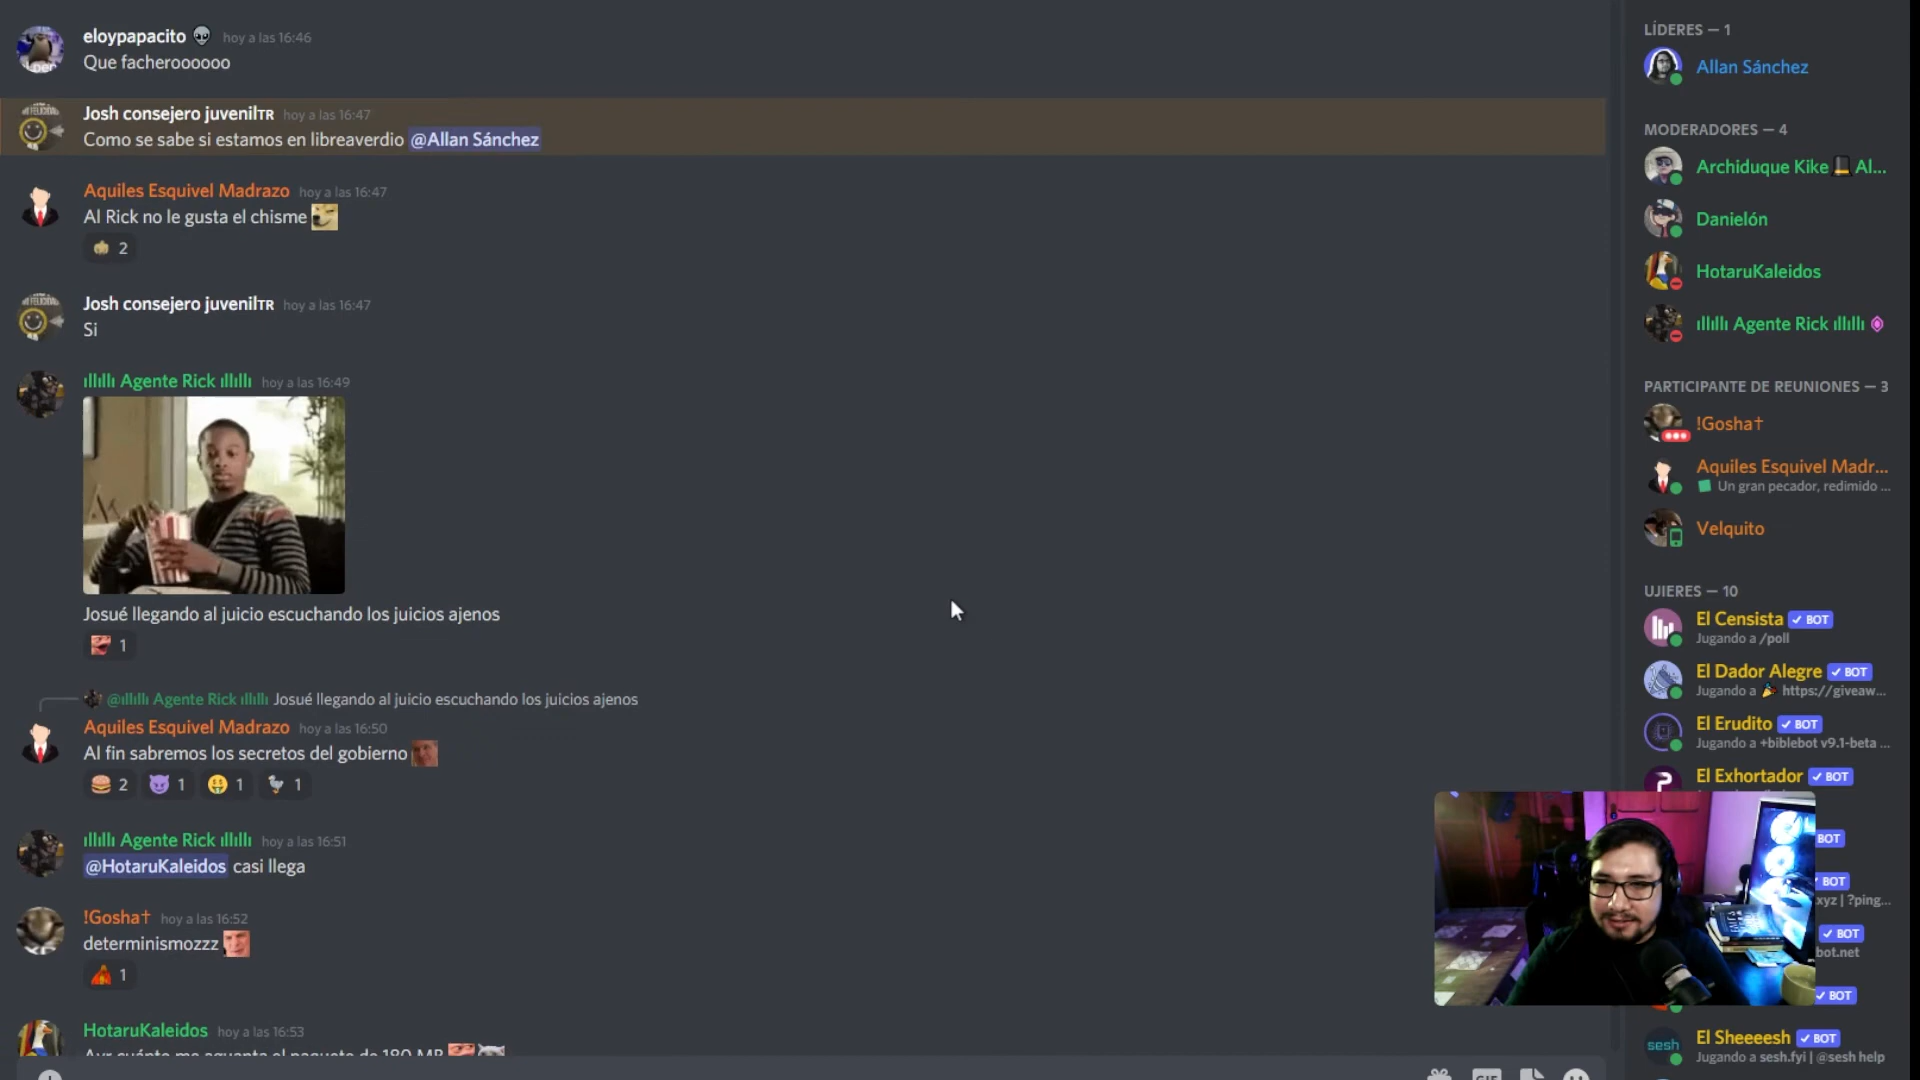 eloypapacito hoy a las 16:46
Que facheroooooo
Josh consejero juvenilTR hoy a las 16:47
Como se sabe si estamos en libreaverdio @Allan Sánchez
Aquiles Esquivel Madrazo hoy a las 16:47
Al Rick no le gusta el chisme
2
Josh consejero juvenilTR hoy a las 16:47
Si
ıllıllı Agente Rick ıllıllı hoy a las 16:49
Josué llegando al juicio escuchando los juicios ajenos
1
@ıllıllı Agente Rick ıllıllı Josué llegando al juicio escuchando los juicios ajenos
Aquiles Esquivel Madrazo hoy a las 16:50
Al fin sabremos los secretos del gobierno
2 1 1 1
ıllıllı Agente Rick ıllıllı hoy a las 16:51
@HotaruKaleidos casi llega
!Gosha† hoy a las 16:52
determinismozzz
1
HotaruKaleidos hoy a las 16:53
GIF
LÍDERES — 1
Allan Sánchez
MODERADORES — 4
Archiduque Kike Al...
Danielón
HotaruKaleidos
ıllıllı Agente Rick ıllıllı
PARTICIPANTE DE REUNIONES — 3
!Gosha†
Aquiles Esquivel Madr...
Un gran pecador, redimido ...
Velquito
UJIERES — 10
El Censista ✓ BOT
Jugando a /poll
El Dador Alegre ✓ BOT
Jugando a https://giveaw...
El Erudito ✓ BOT
Jugando a +biblebot v9.1-beta ...
El Exhortador ✓ BOT
BOT
BOT
xyz | ?ping...
✓ BOT
bot.net
✓ BOT
sesh
El Sheeeesh ✓ BOT
Jugando a sesh.fyi | @sesh help